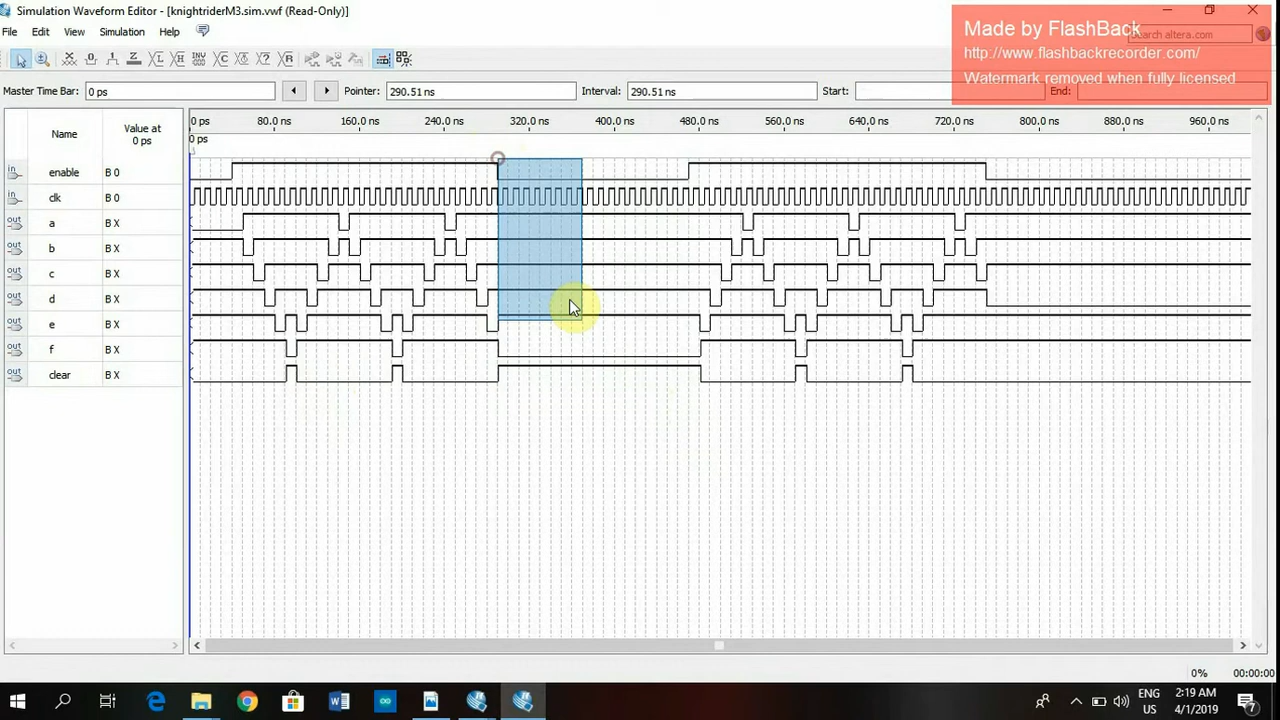 Simulation Waveform Editor - [knightriderM3.sim.vwf (Read-Only)]
File Edit View Simulation Help
Search altera.com
Made by FlashBack
http://www.flashbackrecorder.com/
Watermark removed when fully licensed
Master Time Bar: 0 ps Pointer: 290.51 ns Interval: 290.51 ns Start: End:
Name Value at 0 ps
0 ps 80.0 ns 160.0 ns 240.0 ns 320.0 ns 400.0 ns 480.0 ns 560.0 ns 640.0 ns 720.0 ns 800.0 ns 880.0 ns 960.0 ns
0 ps
in enable B 0
in clk B 0
out a B X
out b B X
out c B X
out d B X
out e B X
out f B X
out clear B X
0% 00:00:00
ENG 2:19 AM
US 4/1/2019
7